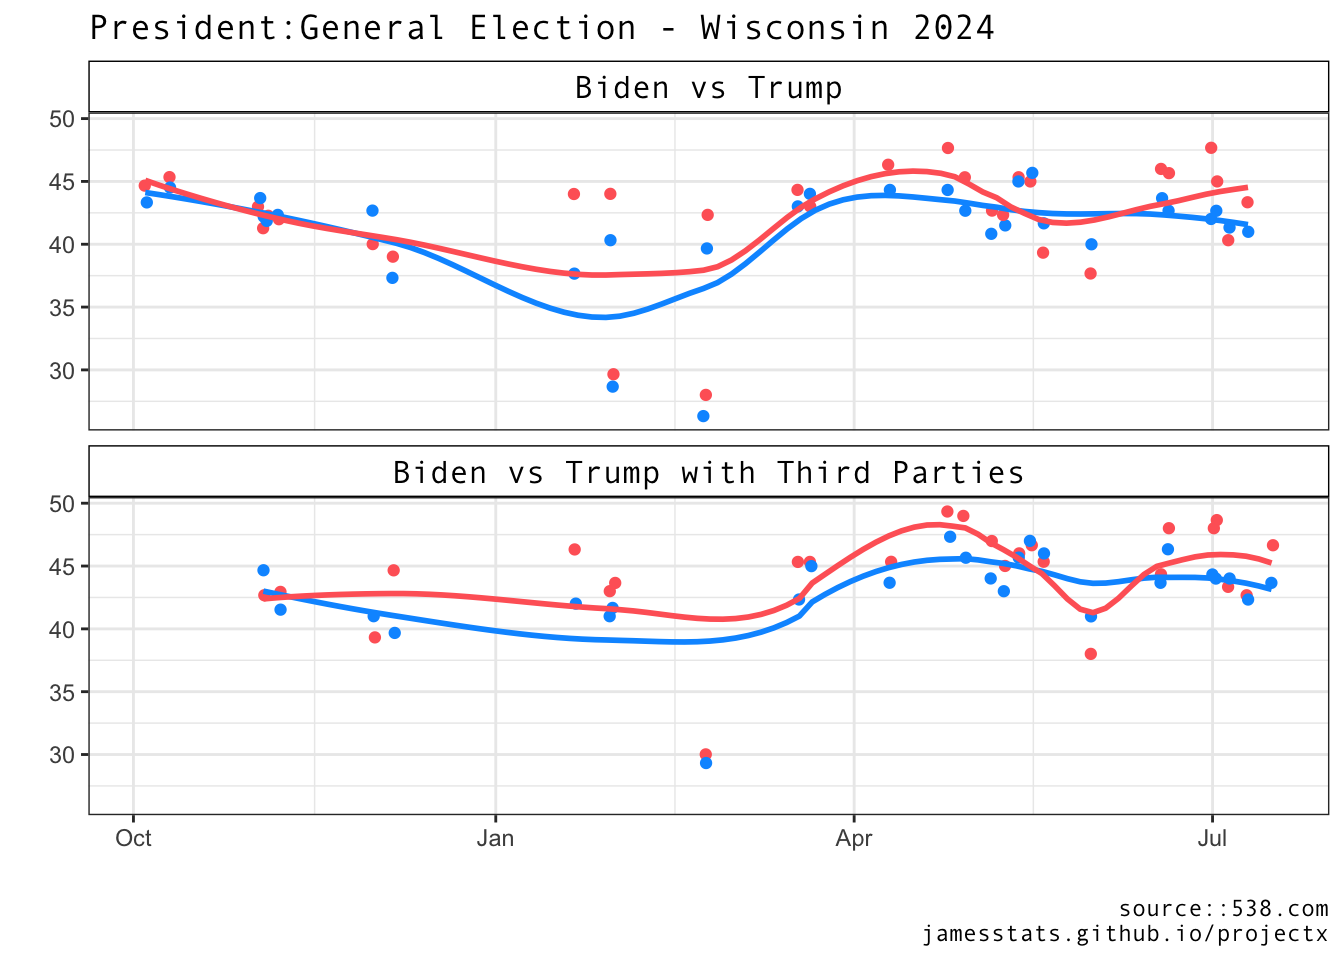 President:General Election - Wisconsin 2024
Biden vs Trump
50
45
40
35
30
Biden vs Trump with Third Parties
50
45
40
35
30
Oct Jan Apr Jul
source::538.com
jamesstats.github.io/projectx